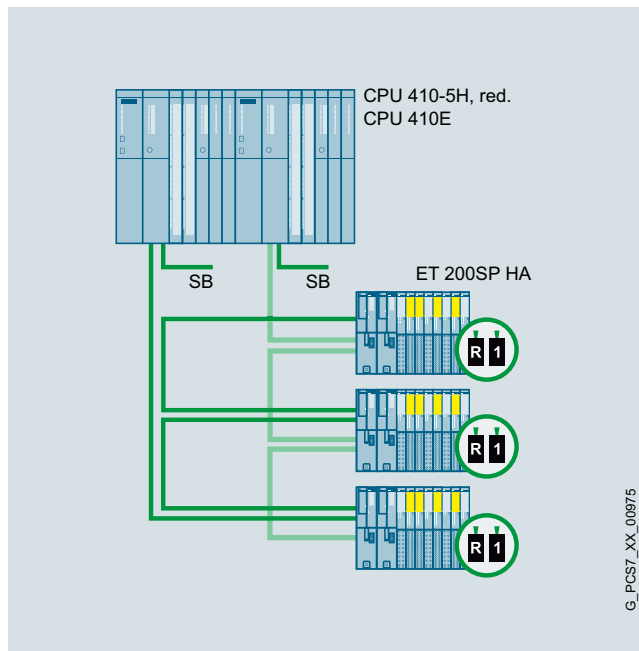 CPU 410-5H, red.
CPU 410E
SB
SB
ET 200SP HA
R 1
R 1
R 1
G_PCS7_XX_00975